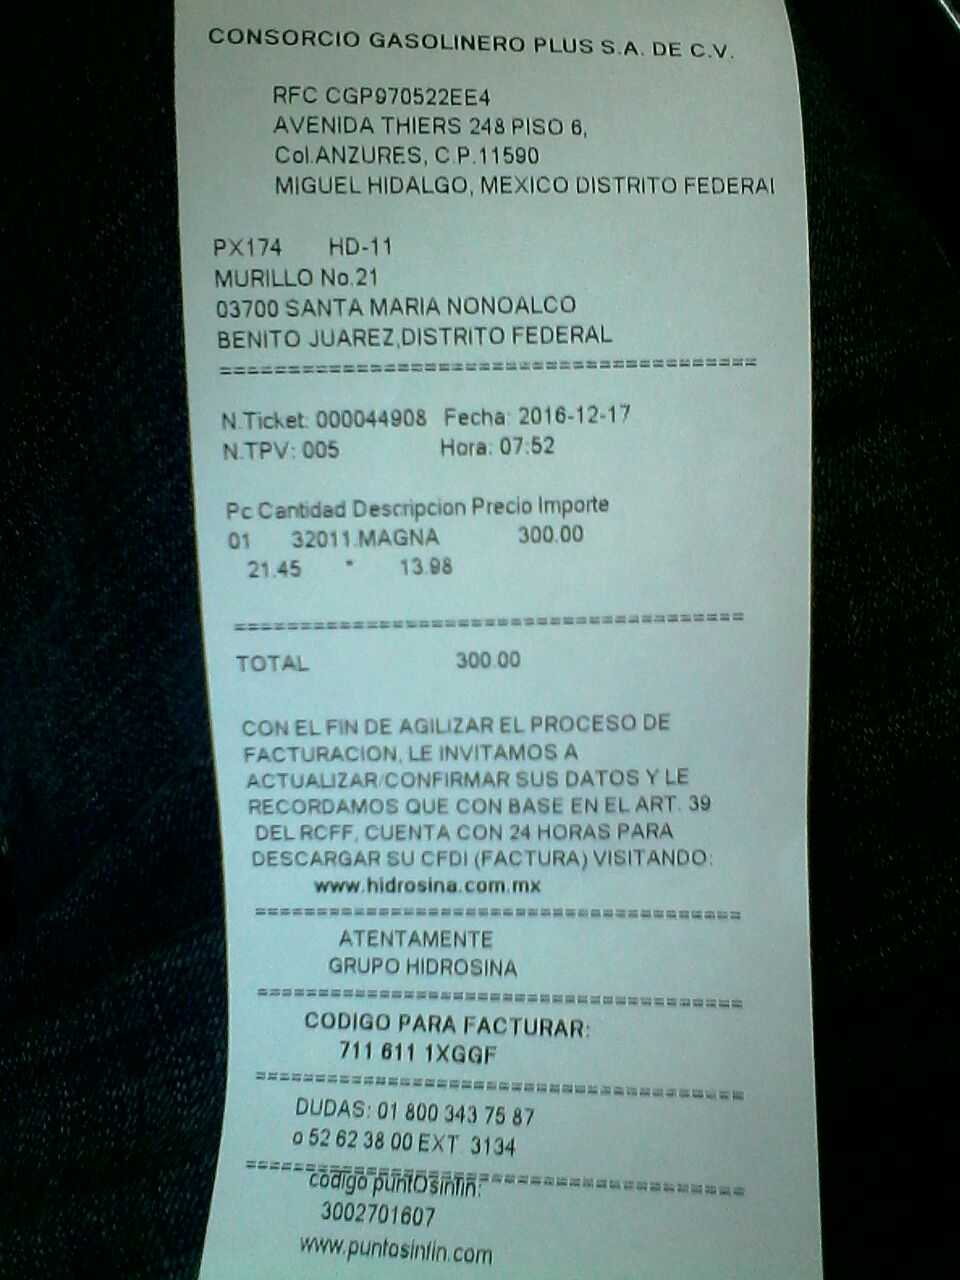 CONSORCIO GASOLINERO PLUS S.A. DE C.V.
RFC CGP970522EE4
AVENIDA THIERS 248 PISO 6,
Col.ANZURES, C.P.11590
MIGUEL HIDALGO, MEXICO DISTRITO FEDERAl
PX174 HD-11
MURILLO No.21
03700 SANTA MARIA NONOALCO
BENITO JUAREZ,DISTRITO FEDERAL
========================================
N.Ticket: 000044908 Fecha: 2016-12-17
N.TPV: 005 Hora: 07:52
Pc Cantidad Descripcion Precio Importe
01 32011.MAGNA 300.00
21.45 * 13.98
========================================
TOTAL 300.00
CON EL FIN DE AGILIZAR EL PROCESO DE
FACTURACION, LE INVITAMOS A
ACTUALIZAR/CONFIRMAR SUS DATOS Y LE
RECORDAMOS QUE CON BASE EN EL ART. 39
DEL RCFF, CUENTA CON 24 HORAS PARA
DESCARGAR SU CFDI (FACTURA) VISITANDO:
www.hidrosina.com.mx
========================================
ATENTAMENTE
GRUPO HIDROSINA
========================================
CODIGO PARA FACTURAR:
711 611 1XGGF
========================================
DUDAS: 01 800 343 75 87
o 52 62 38 00 EXT. 3134
========================================
codigo puntOsinfin:
3002701607
www.puntosinfin.com